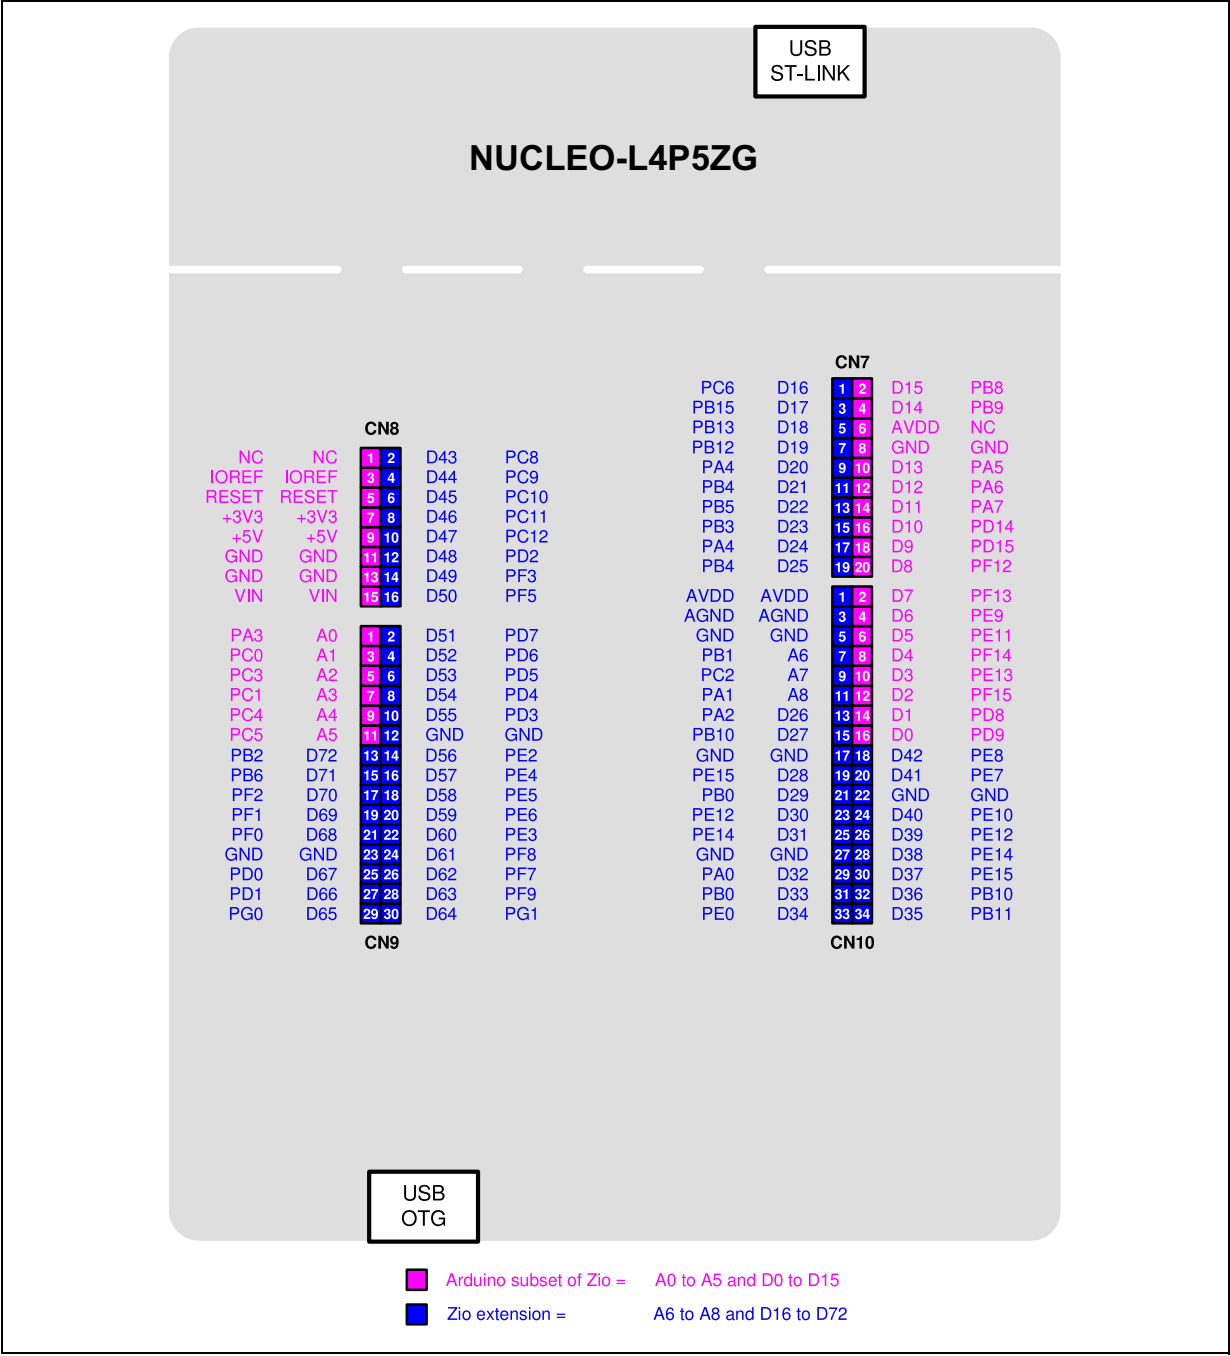 USB
ST-LINK
NUCLEO-L4P5ZG
CN7
PC6 D16 1 2 D15 PB8
PB15 D17 3 4 D14 PB9
PB13 D18 5 6 AVDD NC
PB12 D19 7 8 GND GND
PA4 D20 9 10 D13 PA5
PB4 D21 11 12 D12 PA6
PB5 D22 13 14 D11 PA7
PB3 D23 15 16 D10 PD14
PA4 D24 17 18 D9 PD15
PB4 D25 19 20 D8 PF12
CN8
NC NC 1 2 D43 PC8
IOREF IOREF 3 4 D44 PC9
RESET RESET 5 6 D45 PC10
+3V3 +3V3 7 8 D46 PC11
+5V +5V 9 10 D47 PC12
GND GND 11 12 D48 PD2
GND GND 13 14 D49 PF3
VIN VIN 15 16 D50 PF5
PA3 A0 1 2 D51 PD7
PC0 A1 3 4 D52 PD6
PC3 A2 5 6 D53 PD5
PC1 A3 7 8 D54 PD4
PC4 A4 9 10 D55 PD3
PC5 A5 11 12 GND GND
PB2 D72 13 14 D56 PE2
PB6 D71 15 16 D57 PE4
PF2 D70 17 18 D58 PE5
PF1 D69 19 20 D59 PE6
PF0 D68 21 22 D60 PE3
GND GND 23 24 D61 PF8
PD0 D67 25 26 D62 PF7
PD1 D66 27 28 D63 PF9
PG0 D65 29 30 D64 PG1
CN9
AVDD AVDD 1 2 D7 PF13
AGND AGND 3 4 D6 PE9
GND GND 5 6 D5 PE11
PB1 A6 7 8 D4 PF14
PC2 A7 9 10 D3 PE13
PA1 A8 11 12 D2 PF15
PA2 D26 13 14 D1 PD8
PB10 D27 15 16 D0 PD9
GND GND 17 18 D42 PE8
PE15 D28 19 20 D41 PE7
PB0 D29 21 22 GND GND
PE12 D30 23 24 D40 PE10
PE14 D31 25 26 D39 PE12
GND GND 27 28 D38 PE14
PA0 D32 29 30 D37 PE15
PB0 D33 31 32 D36 PB10
PE0 D34 33 34 D35 PB11
CN10
USB
OTG
Arduino subset of Zio = A0 to A5 and D0 to D15
Zio extension = A6 to A8 and D16 to D72